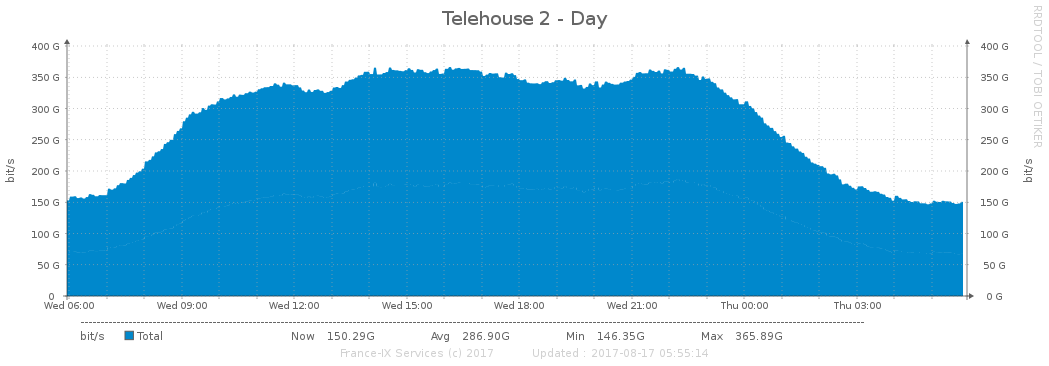 Telehouse 2 - Day
RRDTOOL / TOBI OETIKER
400 G 400 G
350 G 350 G
300 G 300 G
250 G 250 G
200 G 200 G
150 G 150 G
100 G 100 G
50 G 50 G
0 0 G
bit/s bit/s
Wed 06:00 Wed 09:00 Wed 12:00 Wed 15:00 Wed 18:00 Wed 21:00 Thu 00:00 Thu 03:00
bit/s Total Now 150.29G Avg 286.90G Min 146.35G Max 365.89G
France-IX Services (c) 2017 Updated : 2017-08-17 05:55:14